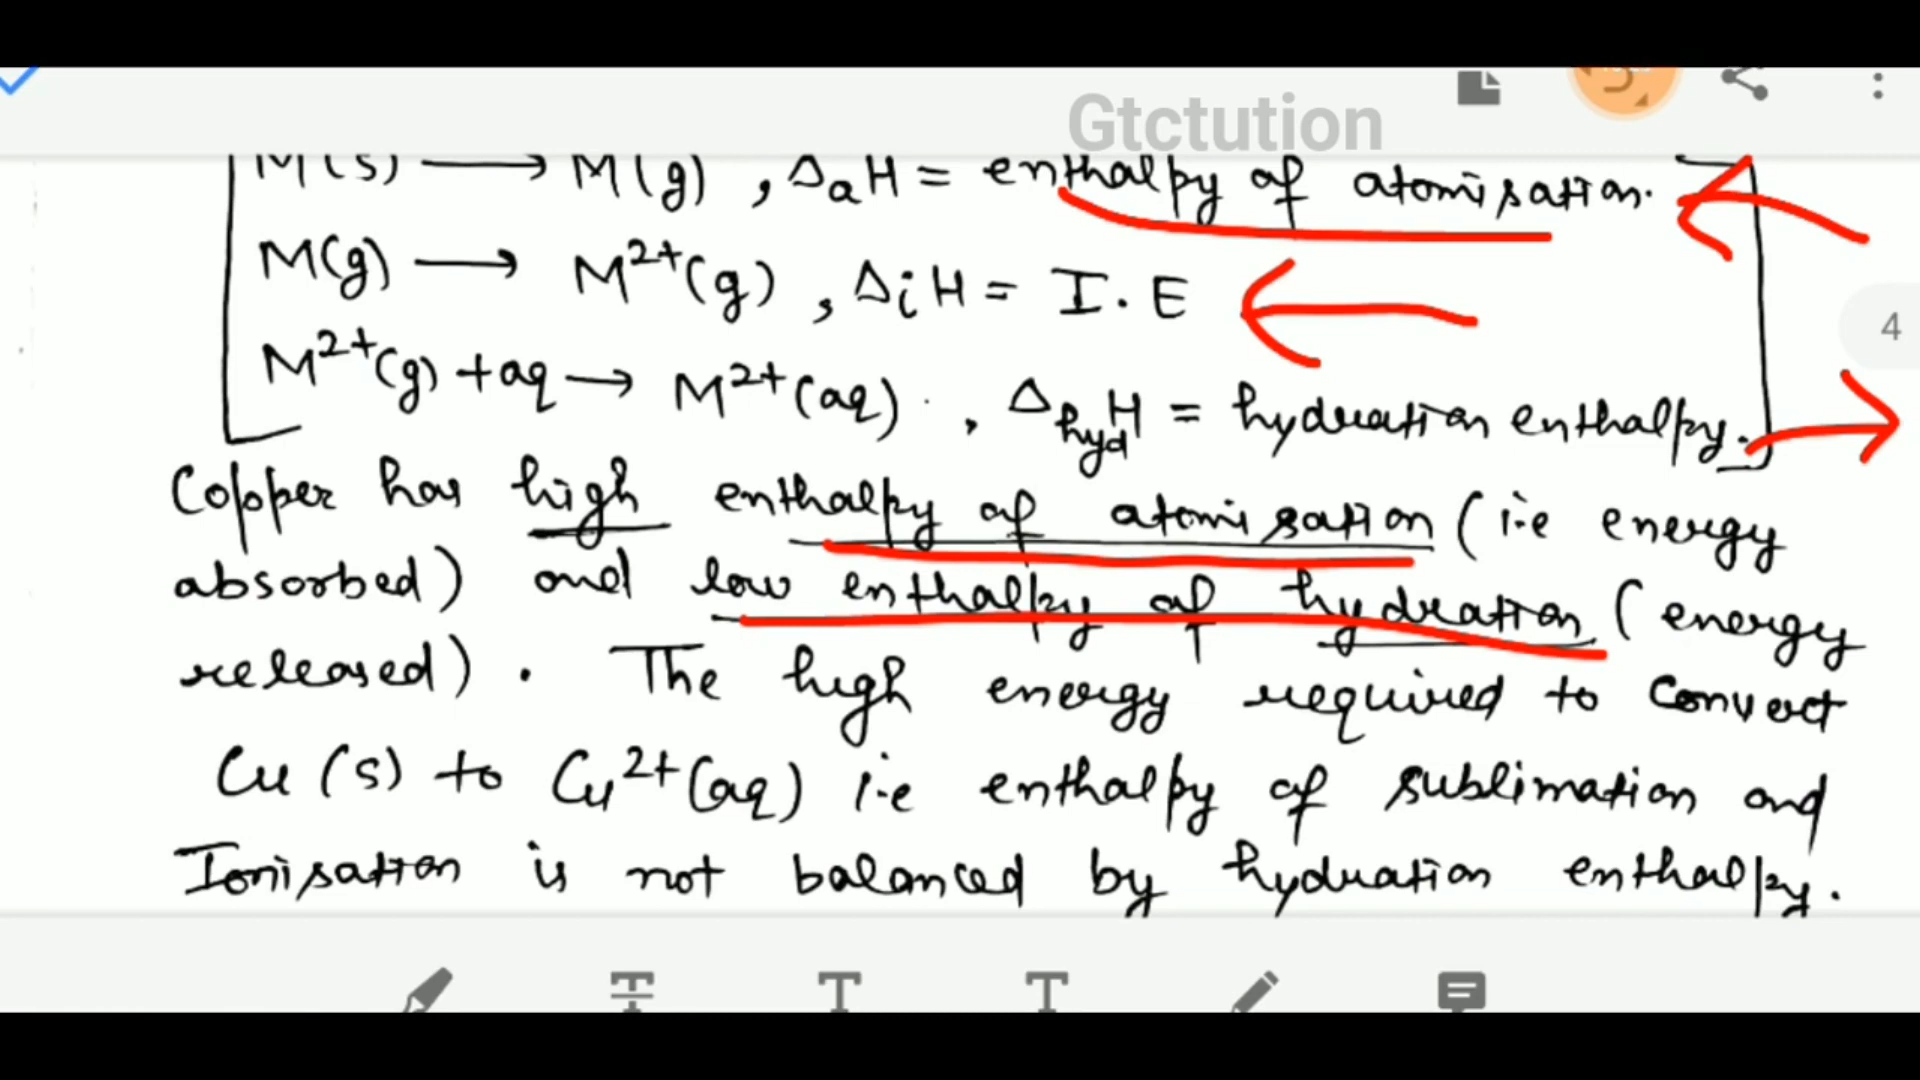 Gtctution
M(s) ⟶ M(g) , ΔaH = enthalpy of atomisation.
M(g) ⟶ M²⁺(g) , ΔiH = I.E
4
M²⁺(g) + aq ⟶ M²⁺(aq) , ΔhydH = hydration enthalpy.
Copper has high enthalpy of atomisation (i.e energy
absorbed) and low enthalpy of hydration (energy
released). The high energy required to convert
Cu(s) to Cu²⁺(aq) i.e enthalpy of sublimation and
Ionisation is not balanced by hydration enthalpy.